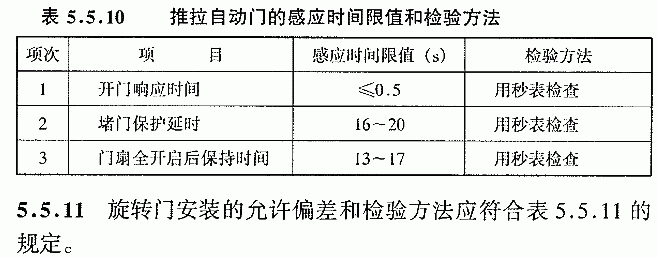 表 5.5.10 推拉自动门的感应时间限值和检验方法
项次 项 目 感应时间限值（s） 检验方法
1 开门响应时间 ≤0.5 用秒表检查
2 堵门保护延时 16～20 用秒表检查
3 门扇全开启后保持时间 13～17 用秒表检查
5.5.11 旋转门安装的允许偏差和检验方法应符合表 5.5.11 的
规定。